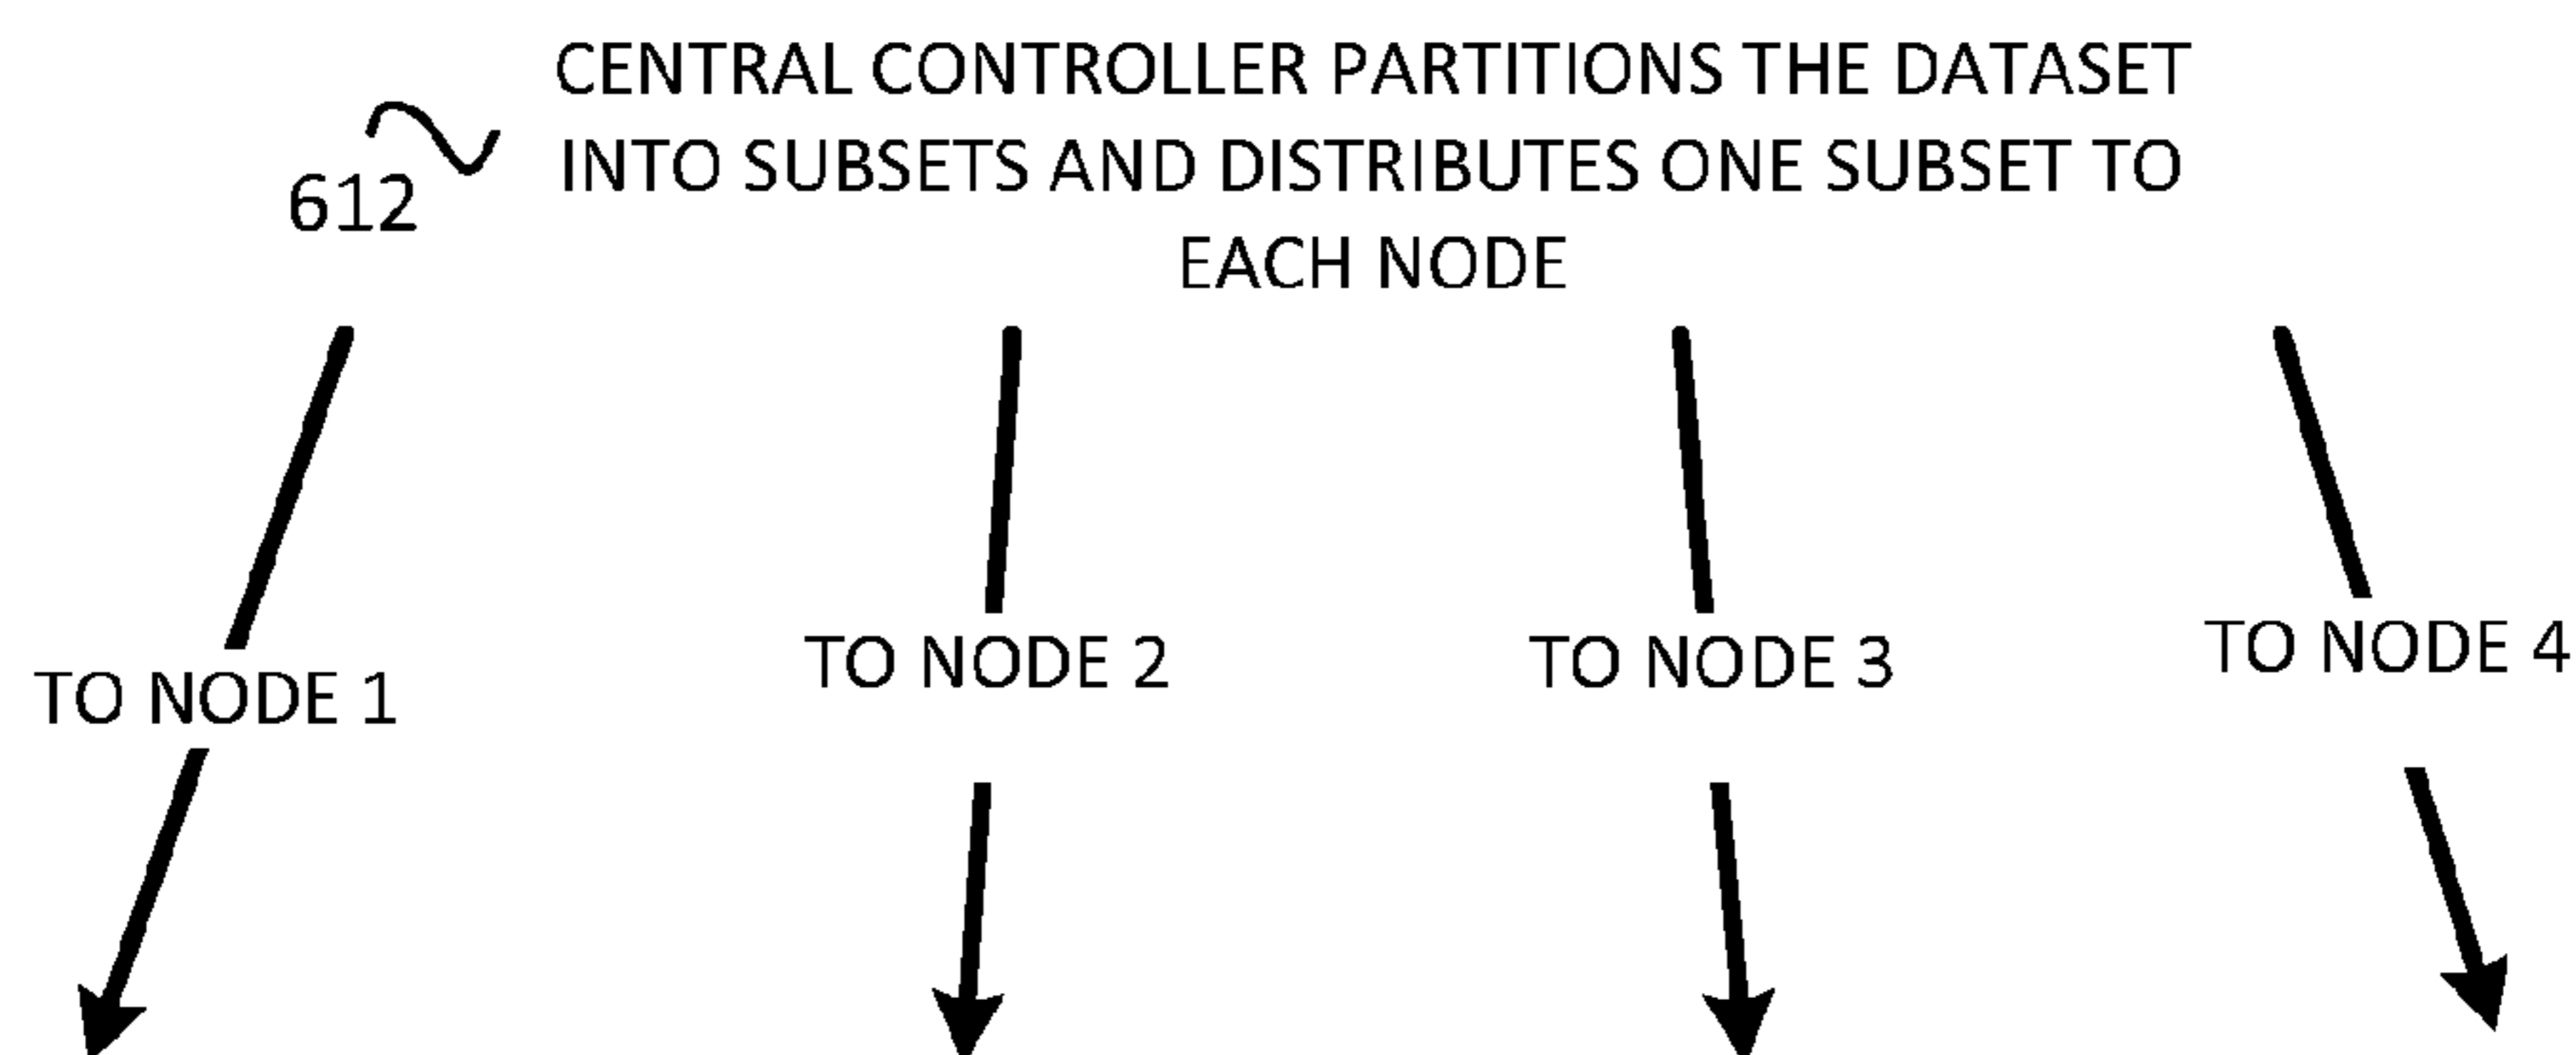 CENTRAL CONTROLLER PARTITIONS THE DATASET
INTO SUBSETS AND DISTRIBUTES ONE SUBSET TO
EACH NODE
612
TO NODE 1
TO NODE 2
TO NODE 3
TO NODE 4